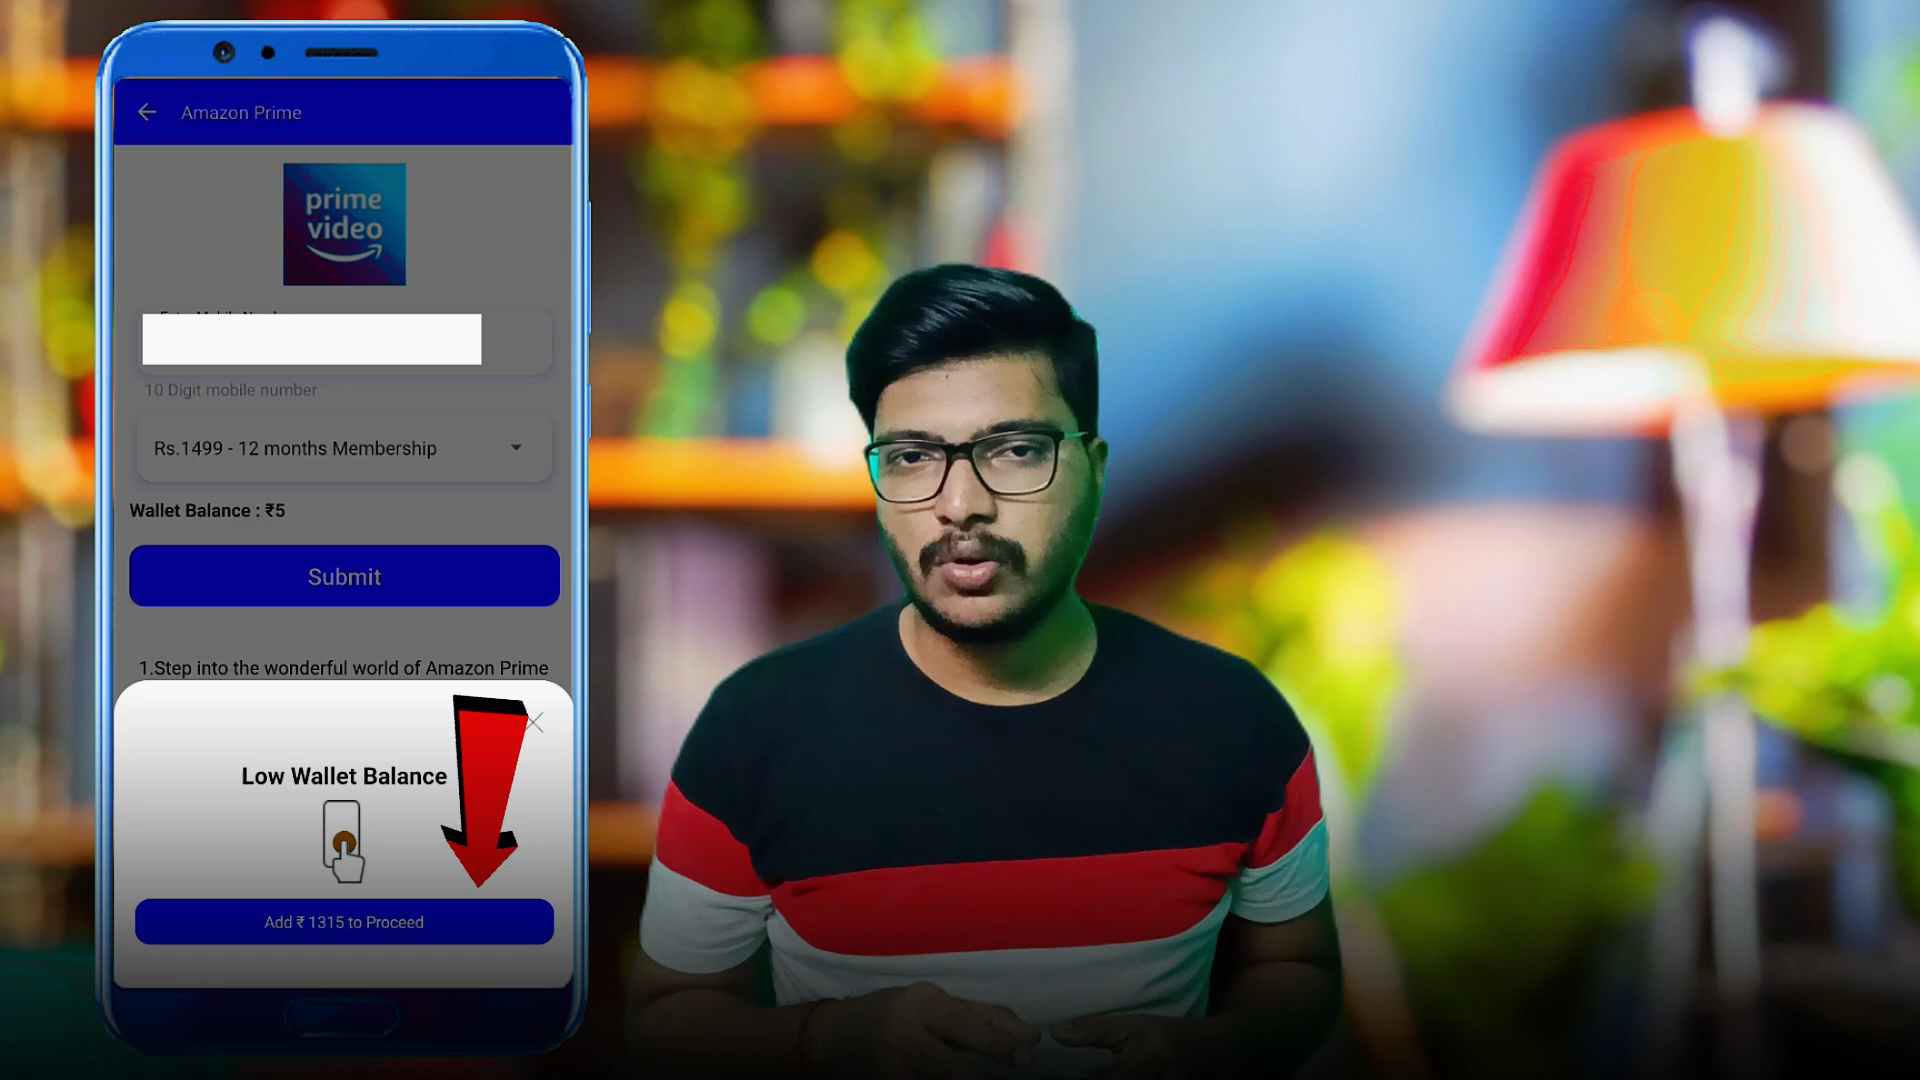 Amazon Prime
prime
video
10 Digit mobile number
Rs.1499 - 12 months Membership
Wallet Balance : ₹5
Submit
1.Step into the wonderful world of Amazon Prime
Low Wallet Balance
Add ₹ 1315 to Proceed